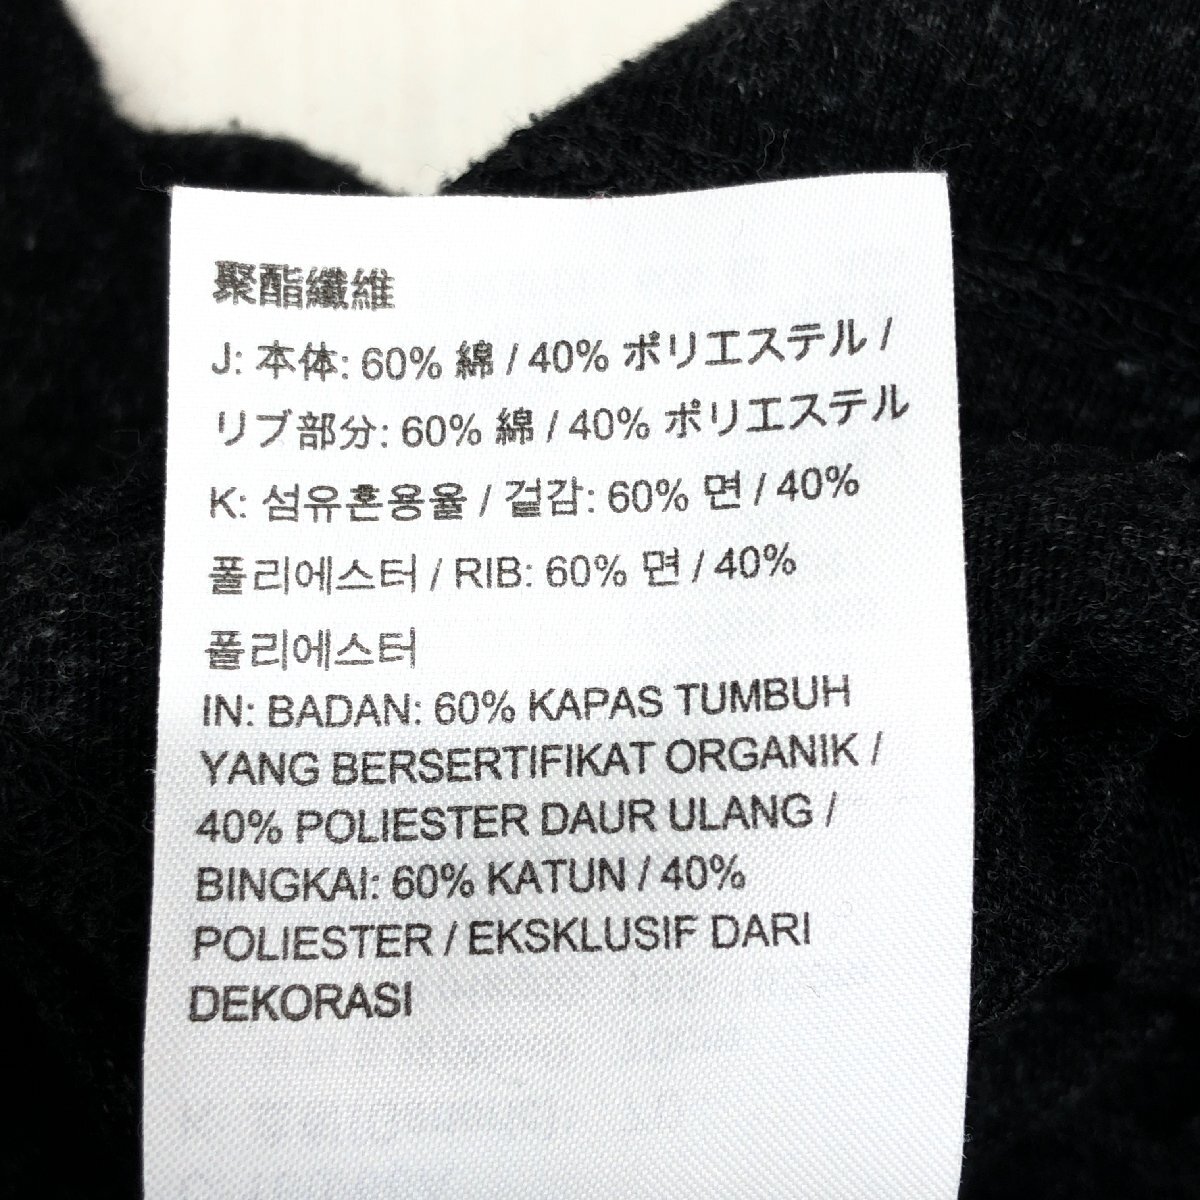 聚酯纖維
J: 本体: 60% 綿 / 40% ポリエステル /
リブ部分: 60% 綿 / 40% ポリエステル
K: 섬유혼용율 / 겉감: 60% 면 / 40%
폴리에스터 / RIB: 60% 면 / 40%
폴리에스터
IN: BADAN: 60% KAPAS TUMBUH
YANG BERSERTIFIKAT ORGANIK /
40% POLIESTER DAUR ULANG /
BINGKAI: 60% KATUN / 40%
POLIESTER / EKSKLUSIF DARI
DEKORASI